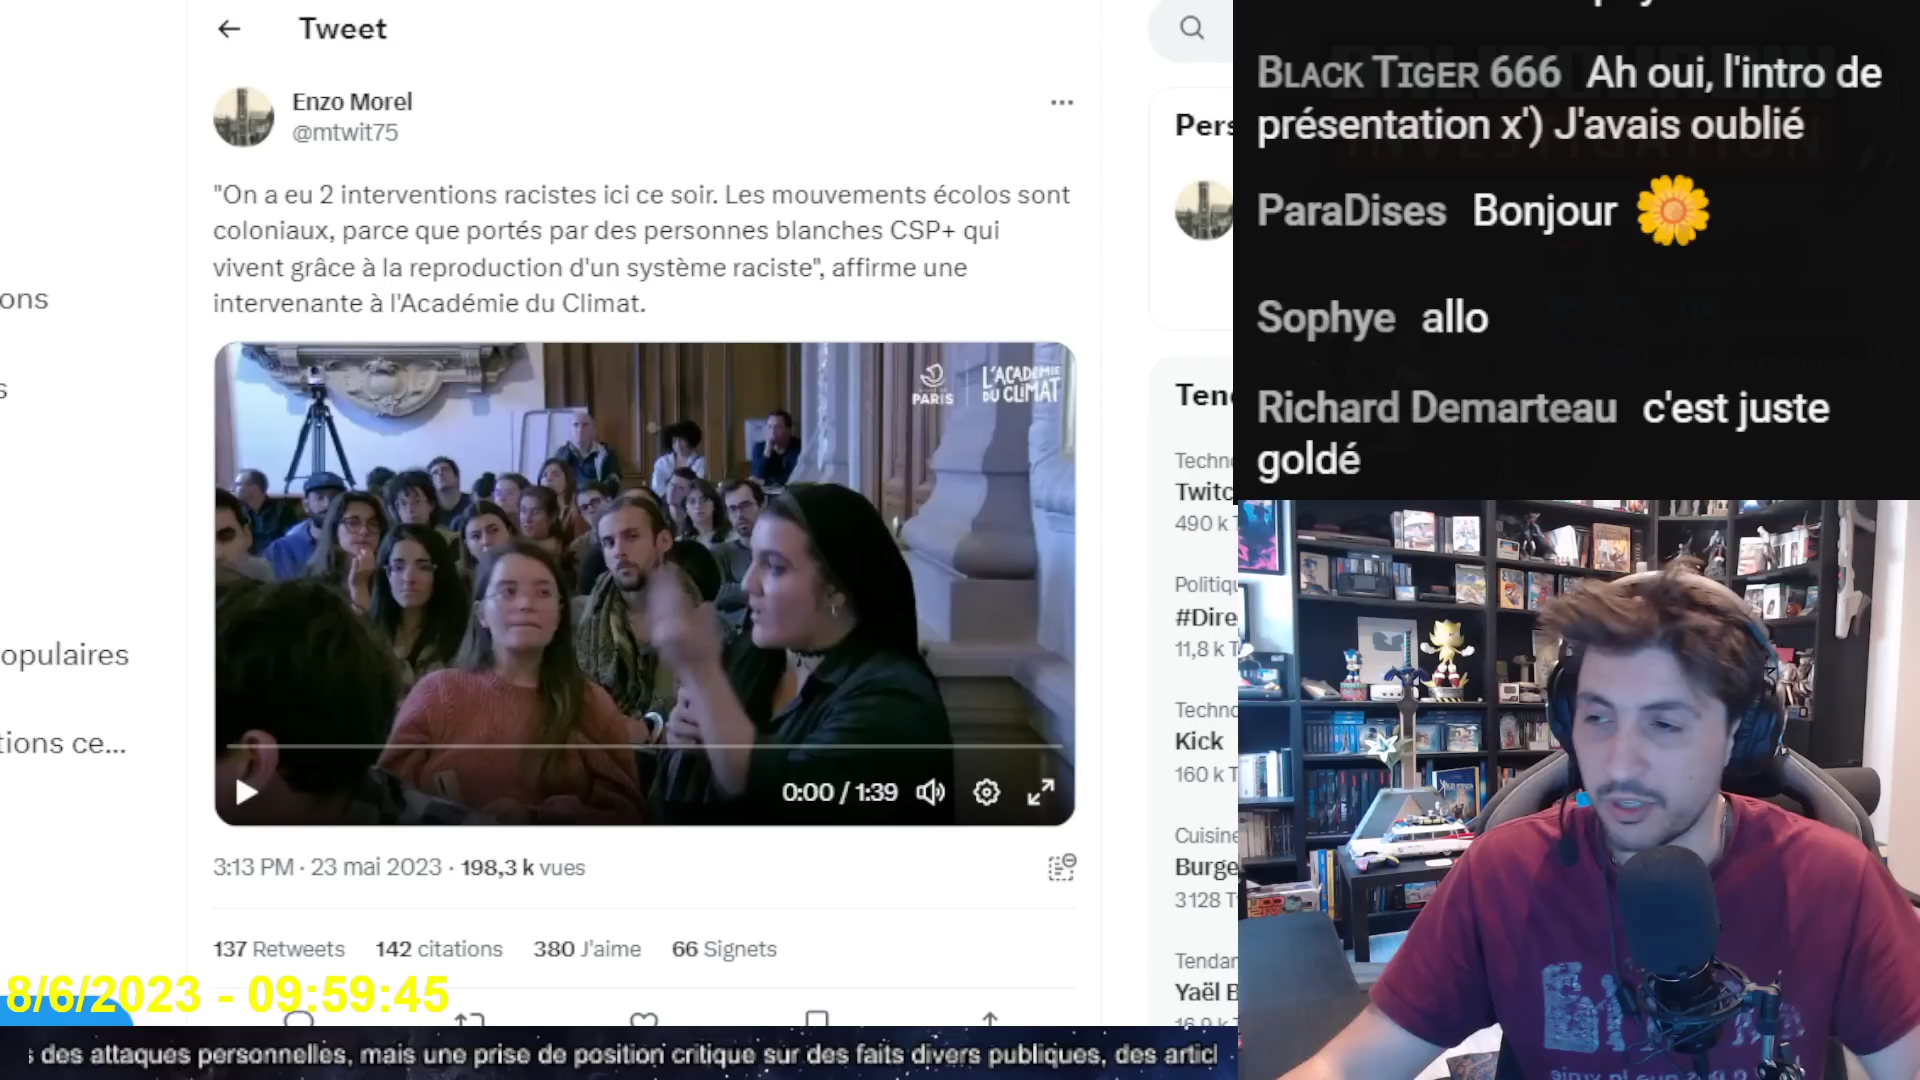 Tweet
Enzo Morel
@mtwit75
"On a eu 2 interventions racistes ici ce soir. Les mouvements écolos sont
coloniaux, parce que portés par des personnes blanches CSP+ qui
vivent grâce à la reproduction d'un système raciste", affirme une
intervenante à l'Académie du Climat.
PARIS
L'ACADÉMIE
DU CLIMAT
0:00 / 1:39
3:13 PM · 23 mai 2023 · 198,3 k vues
137 Retweets 142 citations 380 J'aime 66 Signets
8/6/2023 - 09:59:45
des attaques personnelles, mais une prise de position critique sur des faits divers publiques, des articl
ons
s
opulaires
tions ce...
Pers
Ten
Techno
Twitc
490 k T
Politiqu
#Dire
11,8 k T
Techno
Kick
160 k T
Cuisine
Burge
3128 T
Tendan
Yaël B
16,9 k T
BLACK TIGER 666 Ah oui, l'intro de
présentation x') J'avais oublié
ParaDises Bonjour
Sophye allo
Richard Demarteau c'est juste
goldé